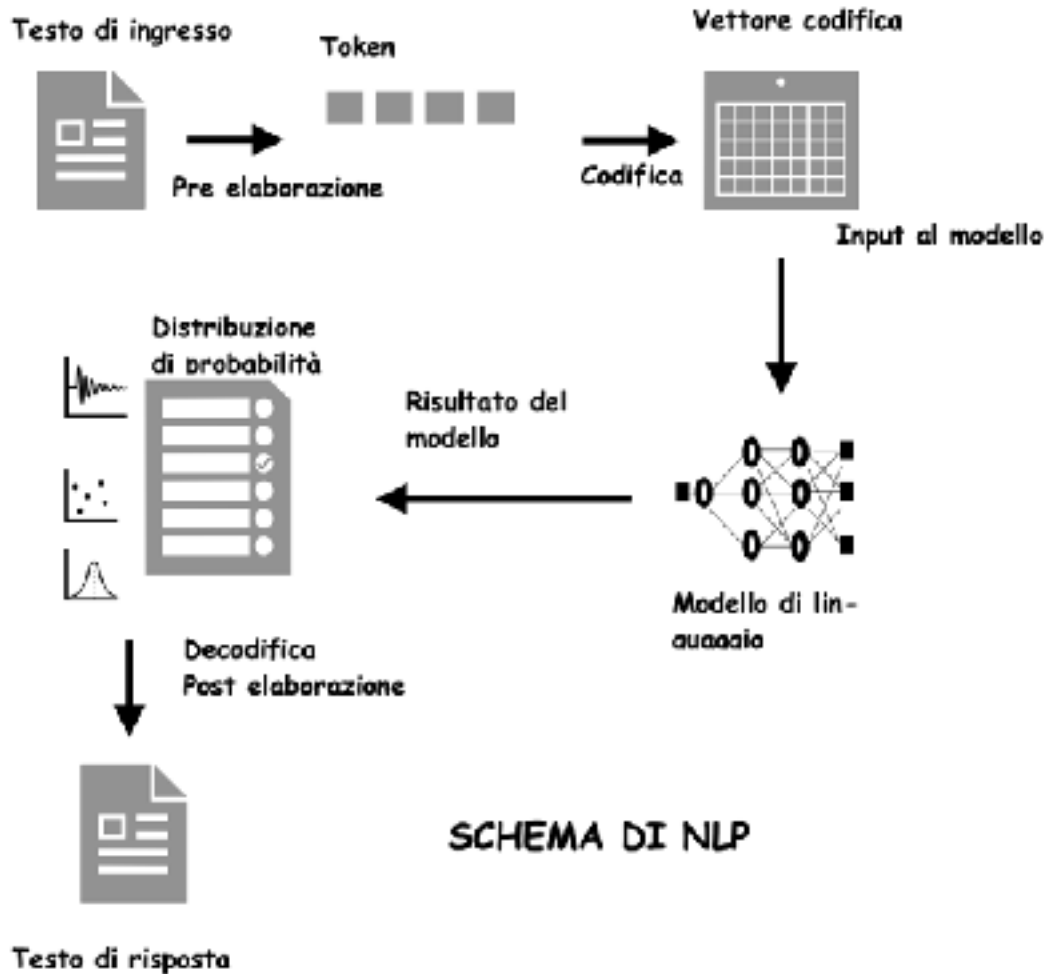 Testo di ingresso
Token
Vettore codifica
Pre elaborazione
Codifica
Input al modello
Distribuzione
di probabilità
Risultato del
modello
Modello di lin-
guaggio
Decodifica
Post elaborazione
SCHEMA DI NLP
Testo di risposta